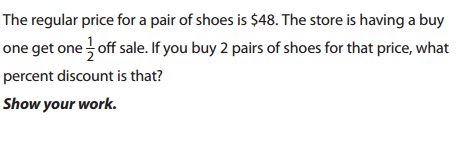 The regular price for a pair of shoes is $48. The store is having a buy
one get one 1/2 off sale. If you buy 2 pairs of shoes for that price, what
percent discount is that?
Show your work.